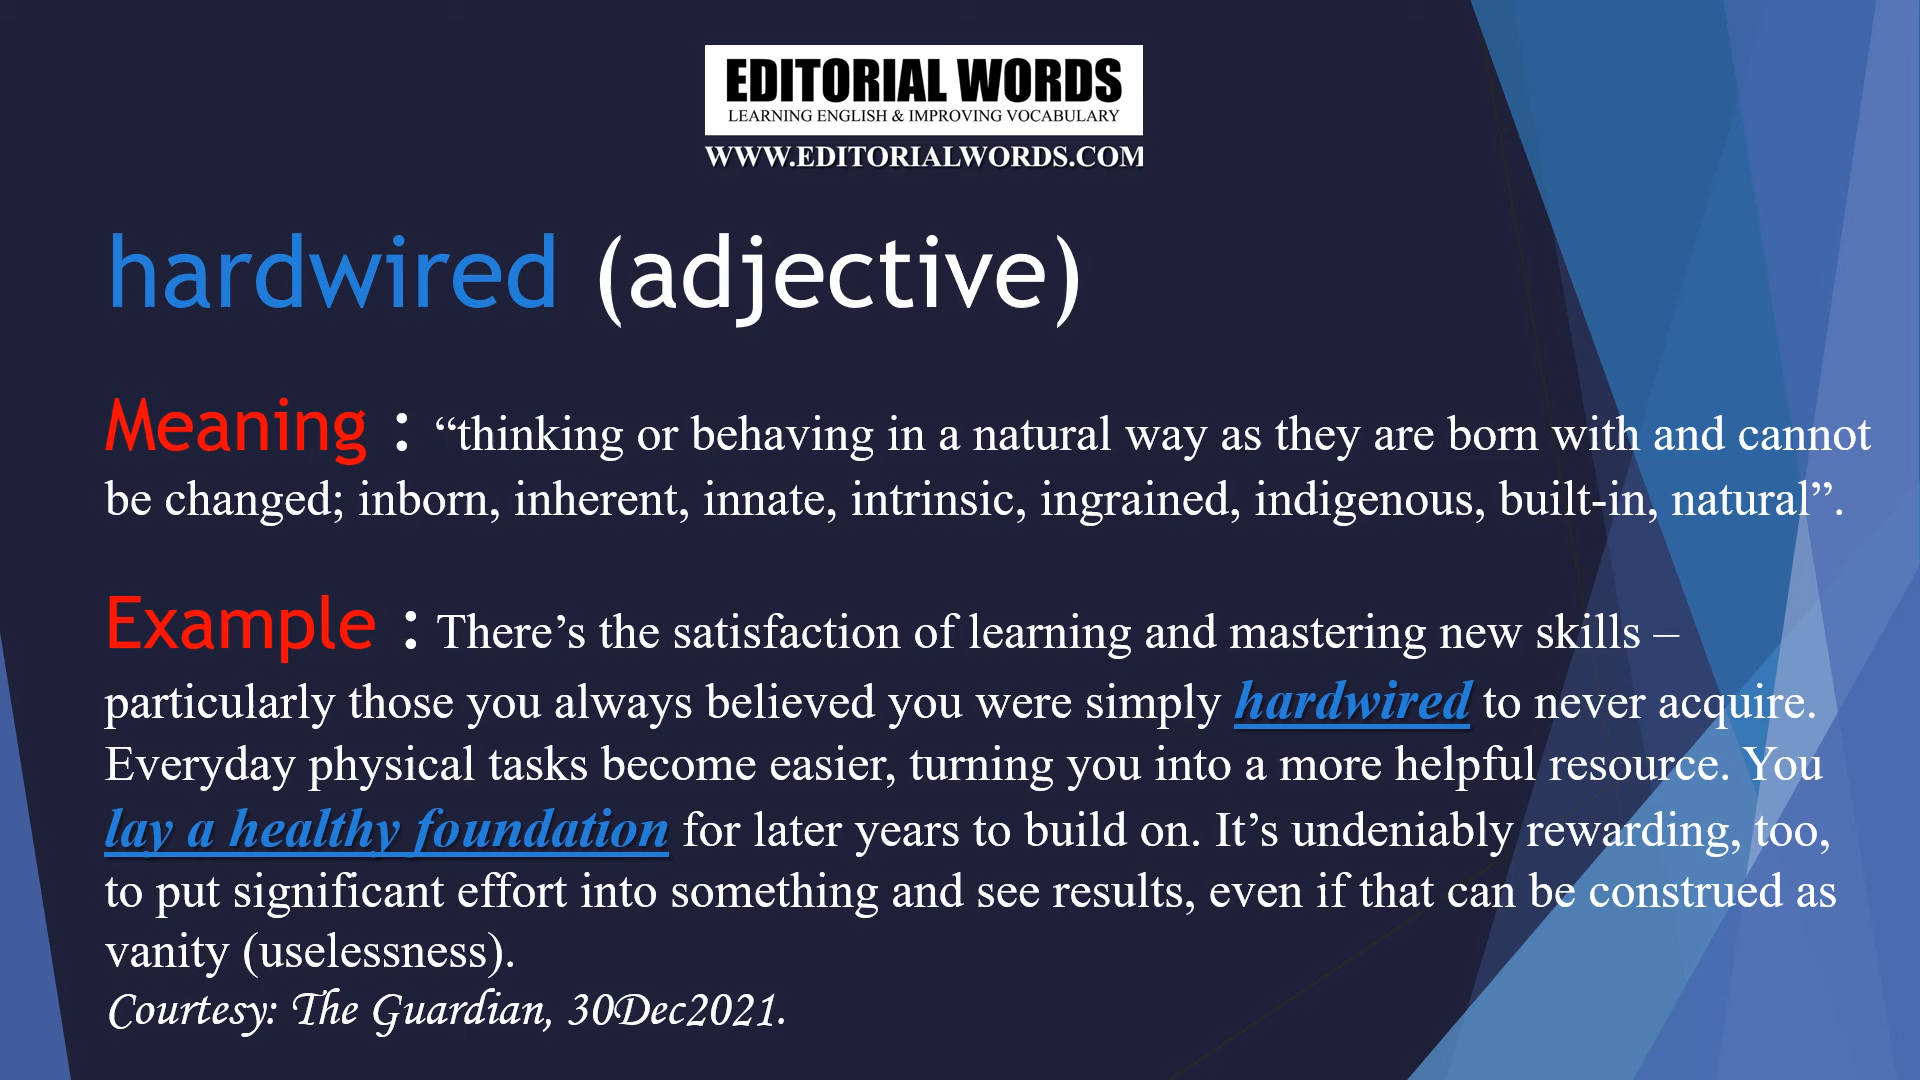 EDITORIAL WORDS
LEARNING ENGLISH & IMPROVING VOCABULARY
WWW.EDITORIALWORDS.COM
hardwired (adjective)
Meaning : “thinking or behaving in a natural way as they are born with and cannot
be changed; inborn, inherent, innate, intrinsic, ingrained, indigenous, built-in, natural”.
Example : There’s the satisfaction of learning and mastering new skills –
particularly those you always believed you were simply hardwired to never acquire.
Everyday physical tasks become easier, turning you into a more helpful resource. You
lay a healthy foundation for later years to build on. It’s undeniably rewarding, too,
to put significant effort into something and see results, even if that can be construed as
vanity (uselessness).
Courtesy: The Guardian, 30Dec2021.